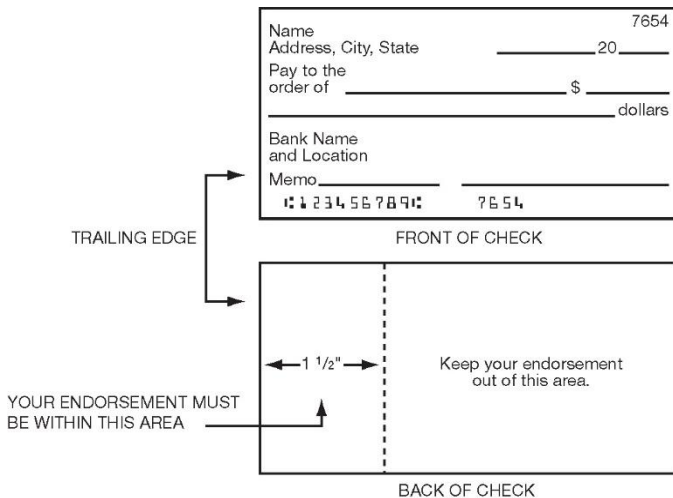 7654
Name
Address, City, State 20
Pay to the
order of $
dollars
Bank Name
and Location
Memo
⑆123456789⑆ 7654
TRAILING EDGE
FRONT OF CHECK
1 1/2"
Keep your endorsement
out of this area.
YOUR ENDORSEMENT MUST
BE WITHIN THIS AREA
BACK OF CHECK